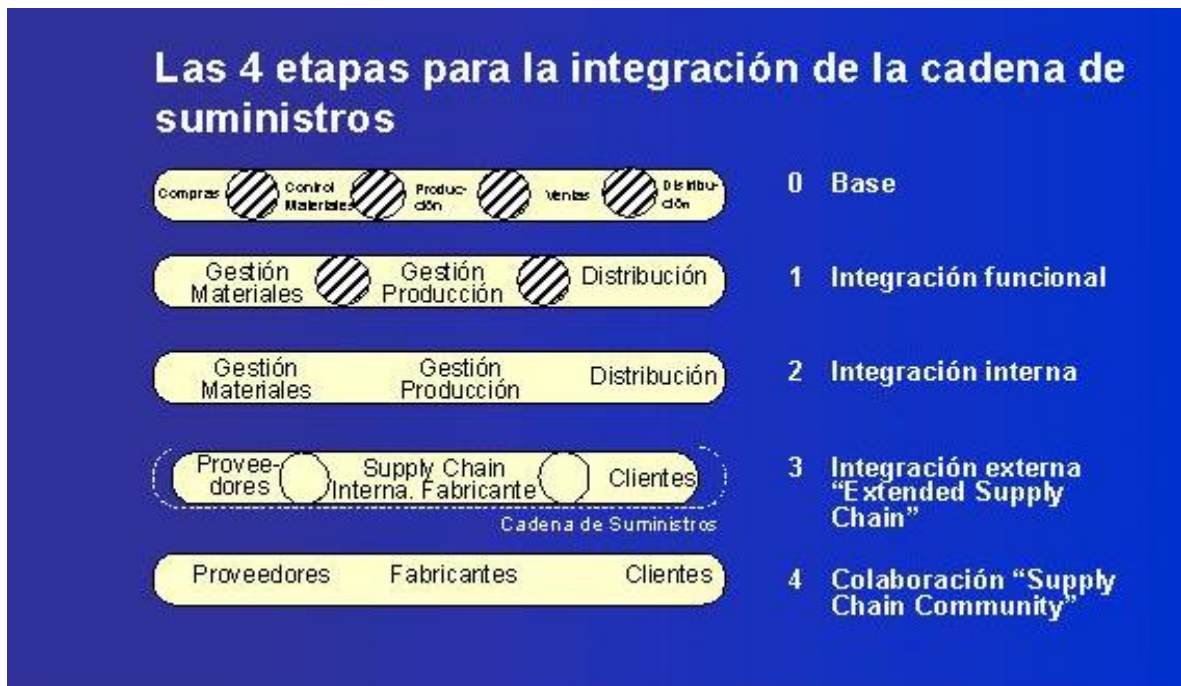 Las 4 etapas para la integración de la cadena de
suministros
Compras
Control
Materiales
Produc-
ción
Ventas
Distribu-
ción
0 Base
Gestión
Materiales
Gestión
Producción
Distribución
1 Integración funcional
Gestión
Materiales
Gestión
Producción
Distribución
2 Integración interna
Provee-
dores
Supply Chain
Interna. Fabricante
Clientes
Cadena de Suministros
3 Integración externa
“Extended Supply
Chain”
Proveedores
Fabricantes
Clientes
4 Colaboración “Supply
Chain Community”